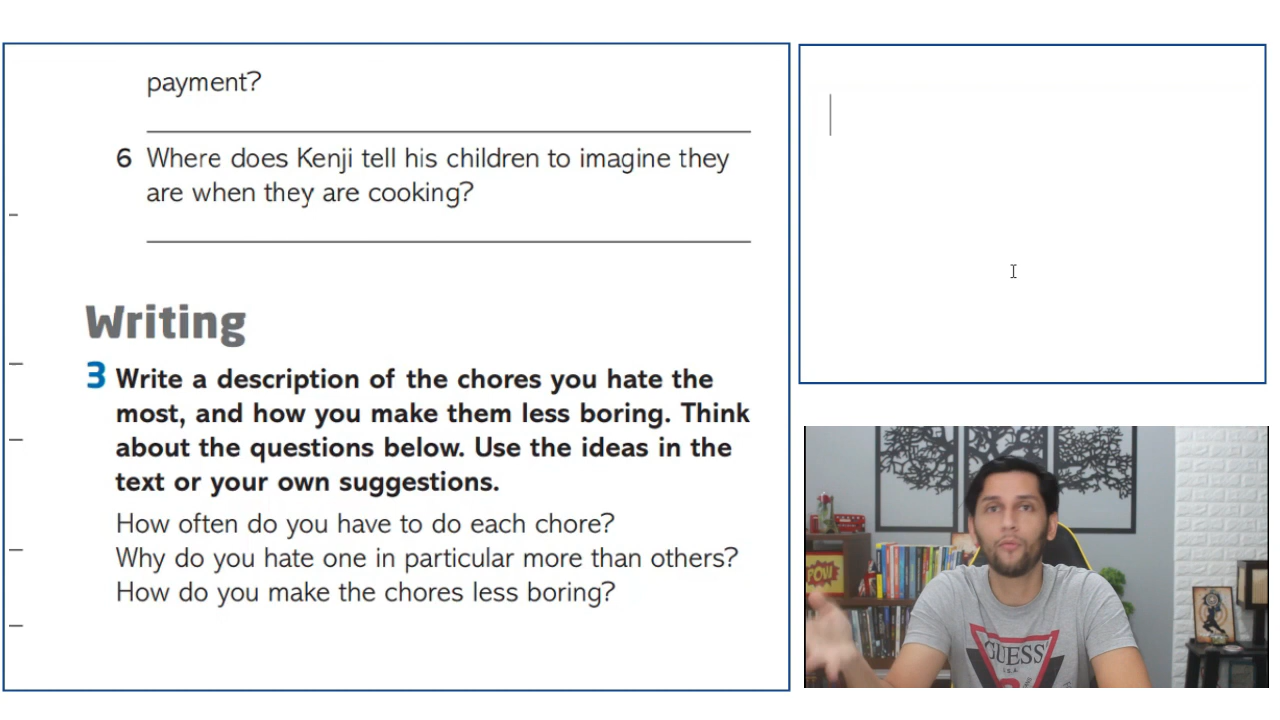 payment?
6 Where does Kenji tell his children to imagine they
are when they are cooking?
Writing
3 Write a description of the chores you hate the
most, and how you make them less boring. Think
about the questions below. Use the ideas in the
text or your own suggestions.
How often do you have to do each chore?
Why do you hate one in particular more than others?
How do you make the chores less boring?
POW
GUESS